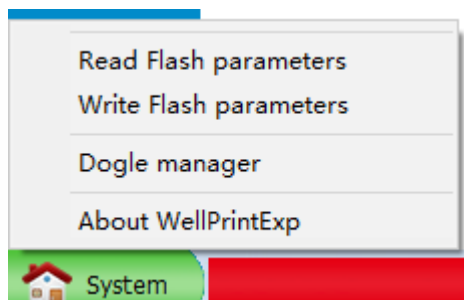 Read Flash parameters
Write Flash parameters
Dogle manager
About WellPrintExp
System